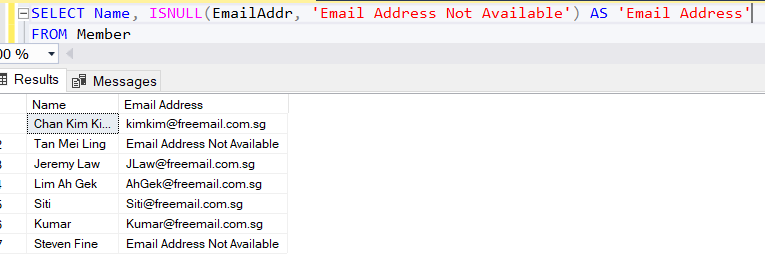 SELECT Name, ISNULL(EmailAddr, 'Email Address Not Available') AS 'Email Address'
FROM Member
00 %
Results Messages
Name Email Address
Chan Kim Ki... kimkim@freemail.com.sg
2 Tan Mei Ling Email Address Not Available
3 Jeremy Law JLaw@freemail.com.sg
4 Lim Ah Gek AhGek@freemail.com.sg
5 Siti Siti@freemail.com.sg
6 Kumar Kumar@freemail.com.sg
7 Steven Fine Email Address Not Available